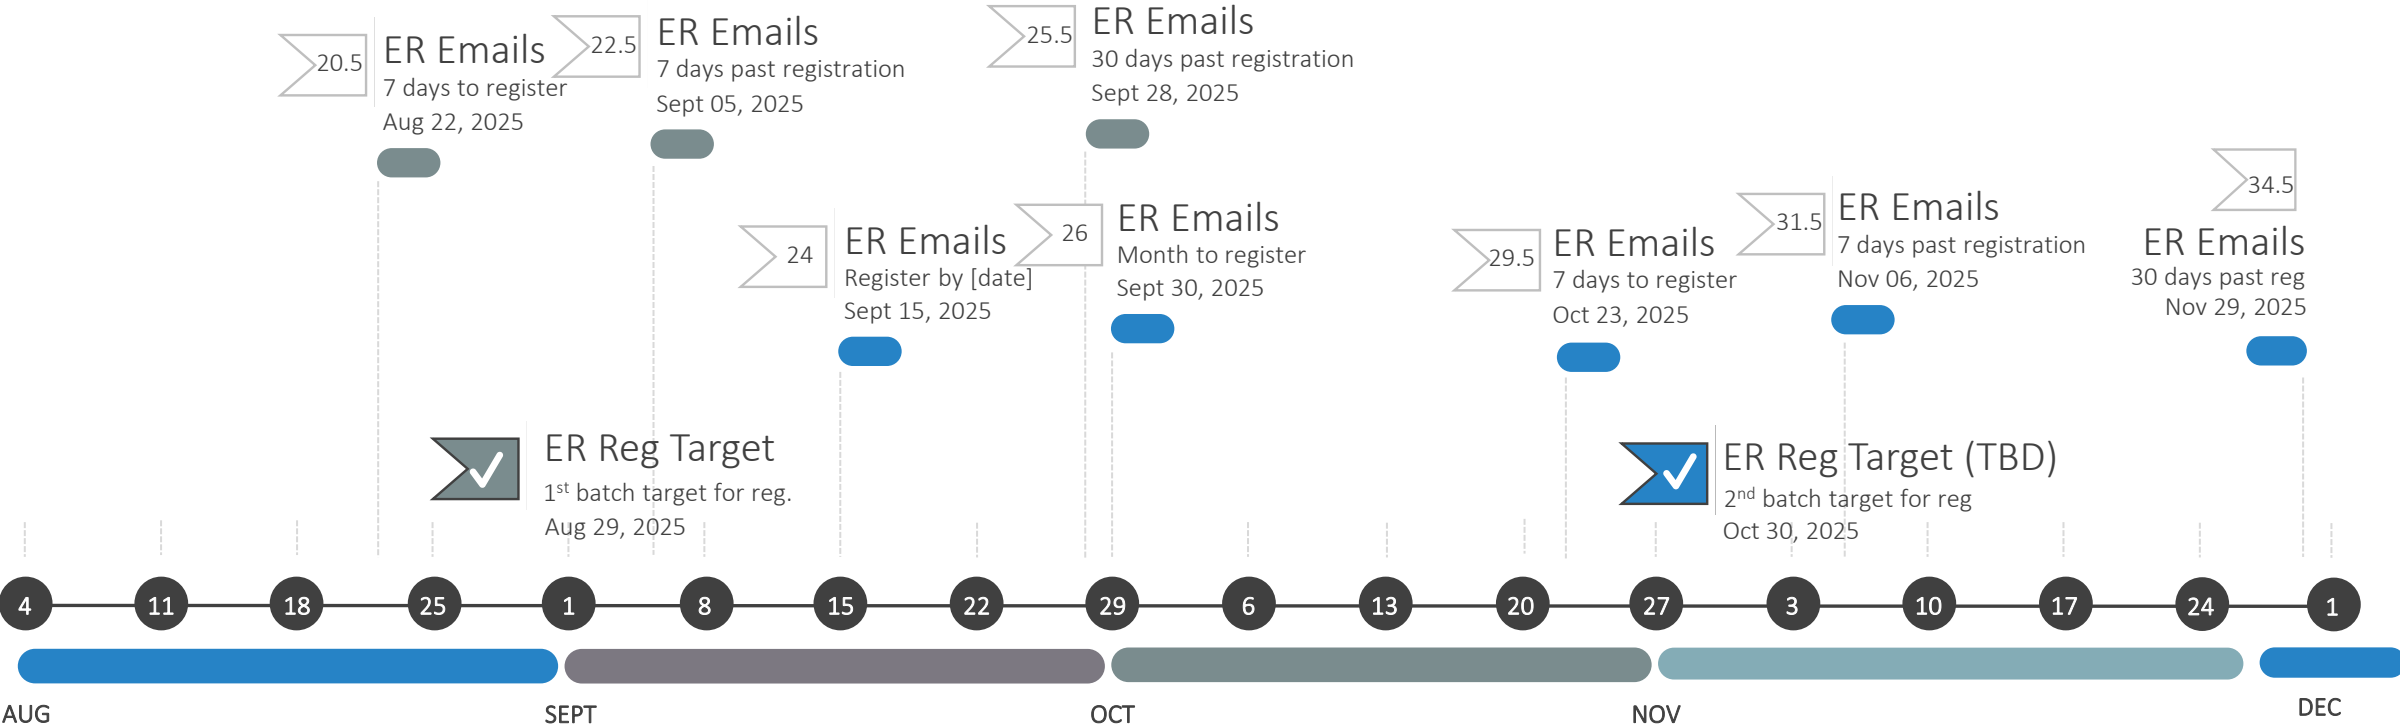 20.5
ER Emails
7 days to register
Aug 22, 2025
22.5
ER Emails
7 days past registration
Sept 05, 2025
25.5
ER Emails
30 days past registration
Sept 28, 2025
24
ER Emails
Register by [date]
Sept 15, 2025
26
ER Emails
Month to register
Sept 30, 2025
29.5
ER Emails
7 days to register
Oct 23, 2025
31.5
ER Emails
7 days past registration
Nov 06, 2025
34.5
ER Emails
30 days past reg
Nov 29, 2025
ER Reg Target
1st batch target for reg.
Aug 29, 2025
ER Reg Target (TBD)
2nd batch target for reg
Oct 30, 2025
4 11 18 25 1 8 15 22 29 6 13 20 27 3 10 17 24 1
AUG SEPT OCT NOV DEC